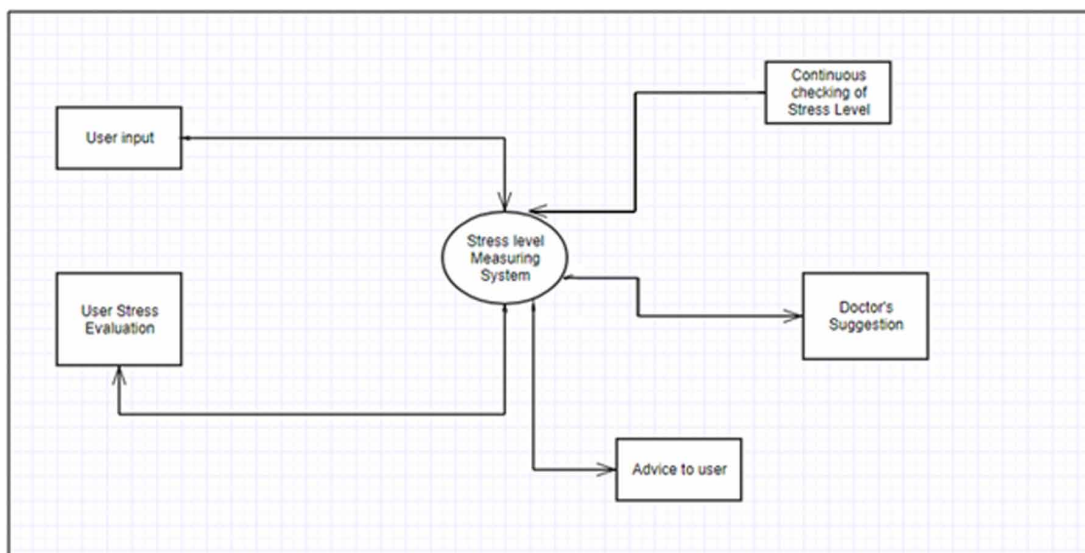 Continuous
checking of
Stress Level
User input
Stress level
Measuring
System
User Stress
Evaluation
Doctor's
Suggestion
Advice to user